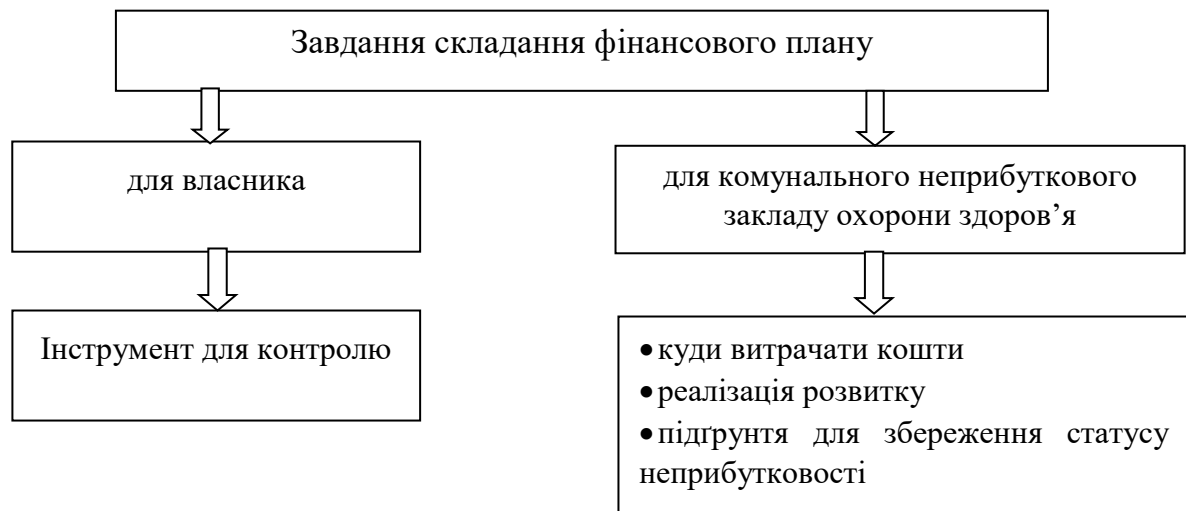 Завдання складання фінансового плану
для власника
для комунального неприбуткового
закладу охорони здоров’я
Інструмент для контролю
•куди витрачати кошти
•реалізація розвитку
•підґрунтя для збереження статусу
неприбутковості